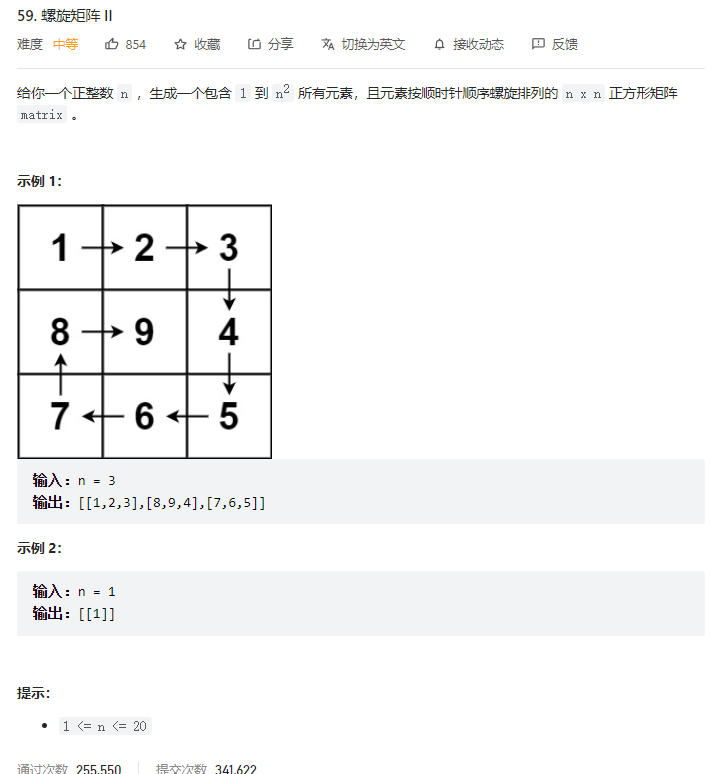 59. 螺旋矩阵 II
难度 中等 854 收藏 分享 切换为英文 接收动态 反馈
给你一个正整数 n ，生成一个包含 1 到 n² 所有元素，且元素按顺时针顺序螺旋排列的 n x n 正方形矩阵
matrix 。
示例 1：
1 2 3
8 9 4
7 6 5
输入：n = 3
输出：[[1,2,3],[8,9,4],[7,6,5]]
示例 2：
输入：n = 1
输出：[[1]]
提示：
1 <= n <= 20
通过次数 255,550 提交次数 341,622